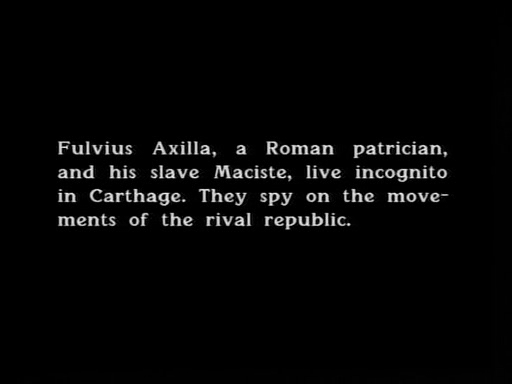 Fulvius Axilla, a Roman patrician,
and his slave Maciste, live incognito
in Carthage. They spy on the move-
ments of the rival republic.